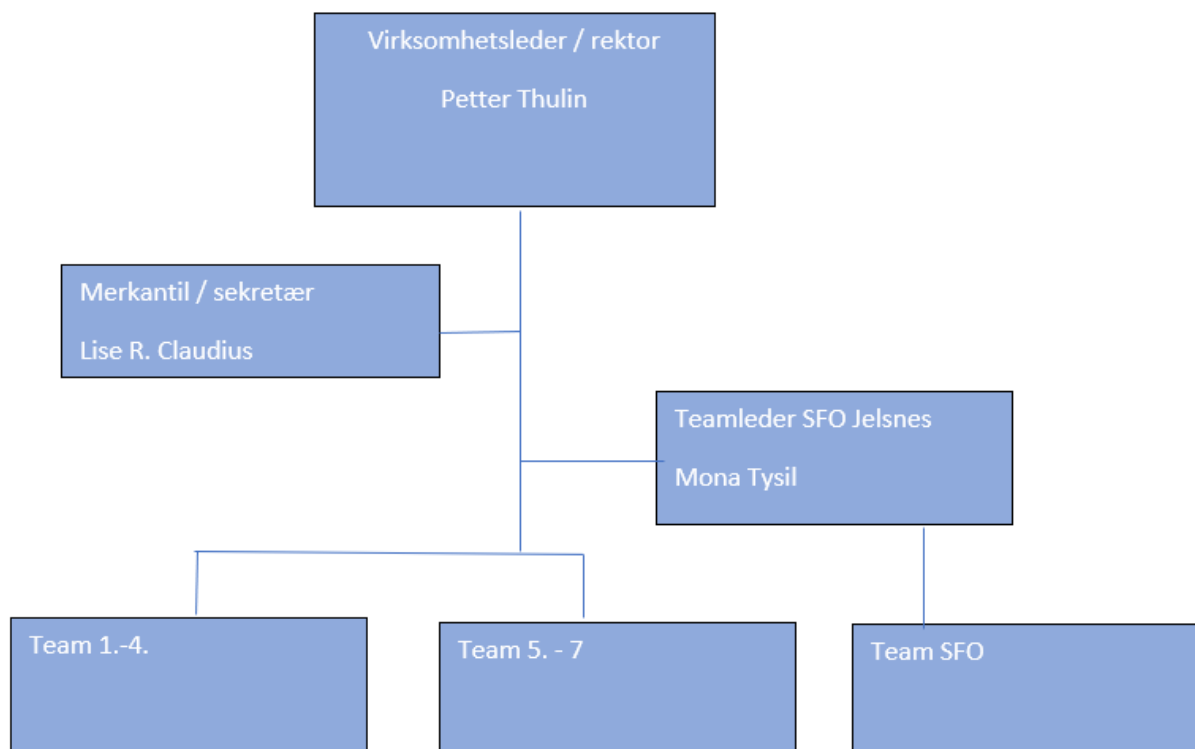 Virksomhetsleder / rektor
Petter Thulin
Merkantil / sekretær
Lise R. Claudius
Teamleder SFO Jelsnes
Mona Tysil
Team 1.-4.
Team 5. - 7
Team SFO